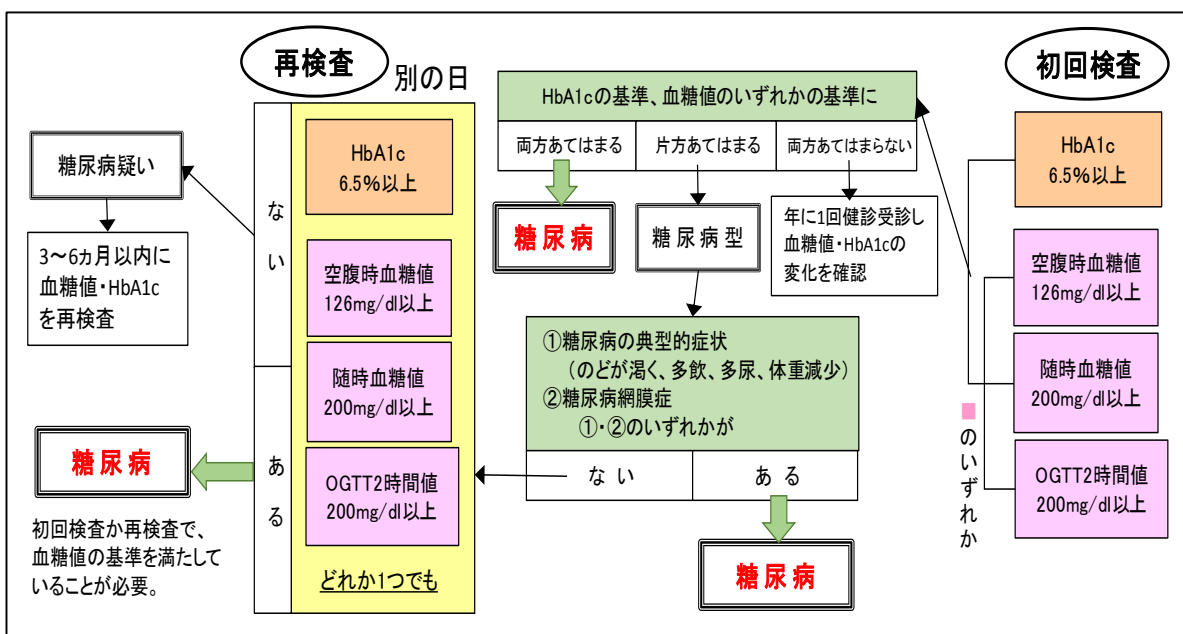 初回検査
HbA1c
6.5%以上
空腹時血糖値
126mg/dl以上
随時血糖値
200mg/dl以上
OGTT2時間値
200mg/dl以上
■のいずれか
HbA1cの基準、血糖値のいずれかの基準に
両方あてはまる
片方あてはまる
両方あてはまらない
糖尿病
糖尿病型
年に1回健診受診し
血糖値・HbA1cの
変化を確認
①糖尿病の典型的症状
(のどが渇く、多飲、多尿、体重減少)
②糖尿病網膜症
①・②のいずれかが
ない
ある
糖尿病
再検査
別の日
HbA1c
6.5%以上
空腹時血糖値
126mg/dl以上
随時血糖値
200mg/dl以上
OGTT2時間値
200mg/dl以上
どれか1つでも
ない
ある
糖尿病疑い
3～6ヵ月以内に
血糖値・HbA1c
を再検査
糖尿病
初回検査か再検査で、
血糖値の基準を満たして
いることが必要。